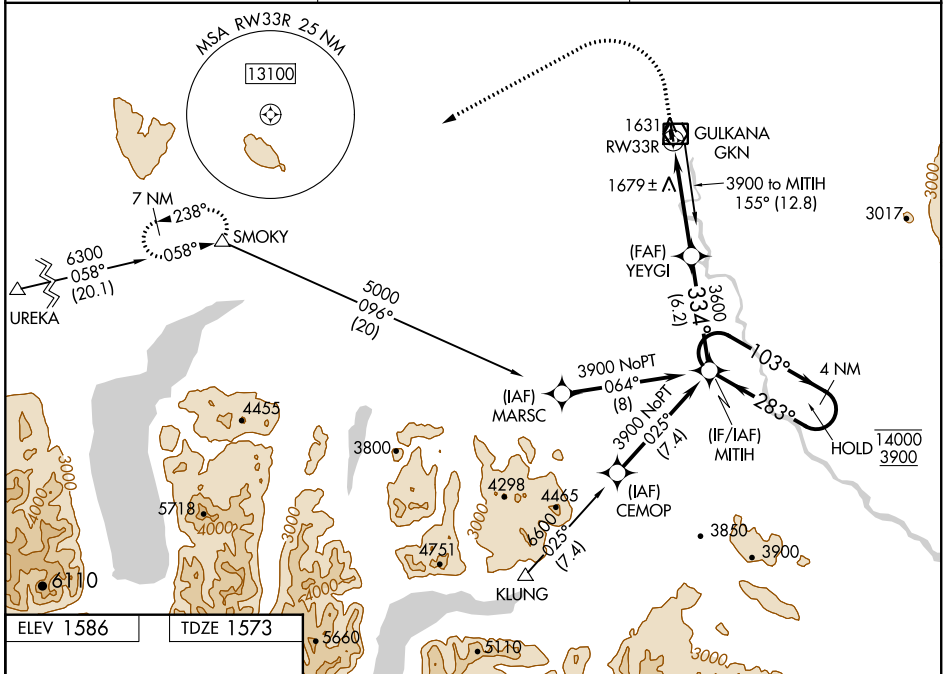 MSA RW33R 25 NM
13100
1631
RW33R
GULKANA
GKN
1679 ±
3900 to MITIH
155° (12.8)
3017
3000
7 NM
238°
058°
SMOKY
6300
058°
(20.1)
UREKA
5000
096°
(20)
(FAF)
YEYGI
3600
334°
(6.2)
103°
4 NM
283°
HOLD
14000
3900
3900 NoPT
064°
(8)
(IAF)
MARSC
3900 NoPT
025°
(7.4)
(IF/IAF)
MITIH
(IAF)
CEMOP
6600
025°
(7.4)
KLUNG
4455
3800
4298
4465
5718
4000
3000
3000
4000
4751
3000
3850
3900
6110
4000
5660
5110
3000
ELEV 1586
TDZE 1573